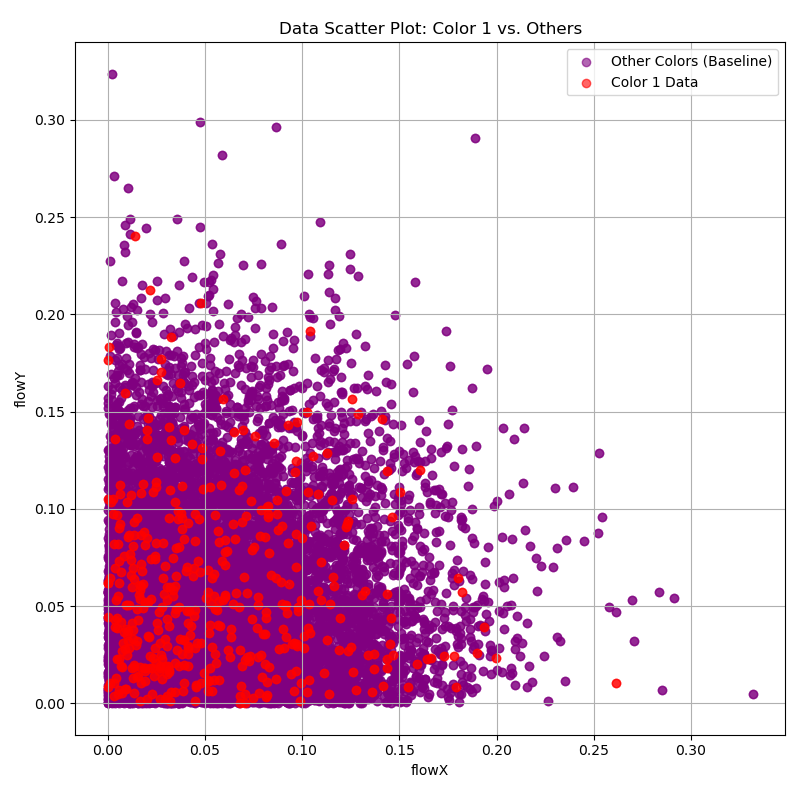 Data Scatter Plot: Color 1 vs. Others
Other Colors (Baseline)
Color 1 Data
flowY
0.30
0.25
0.20
0.15
0.10
0.05
0.00
0.00 0.05 0.10 0.15 0.20 0.25 0.30
flowX